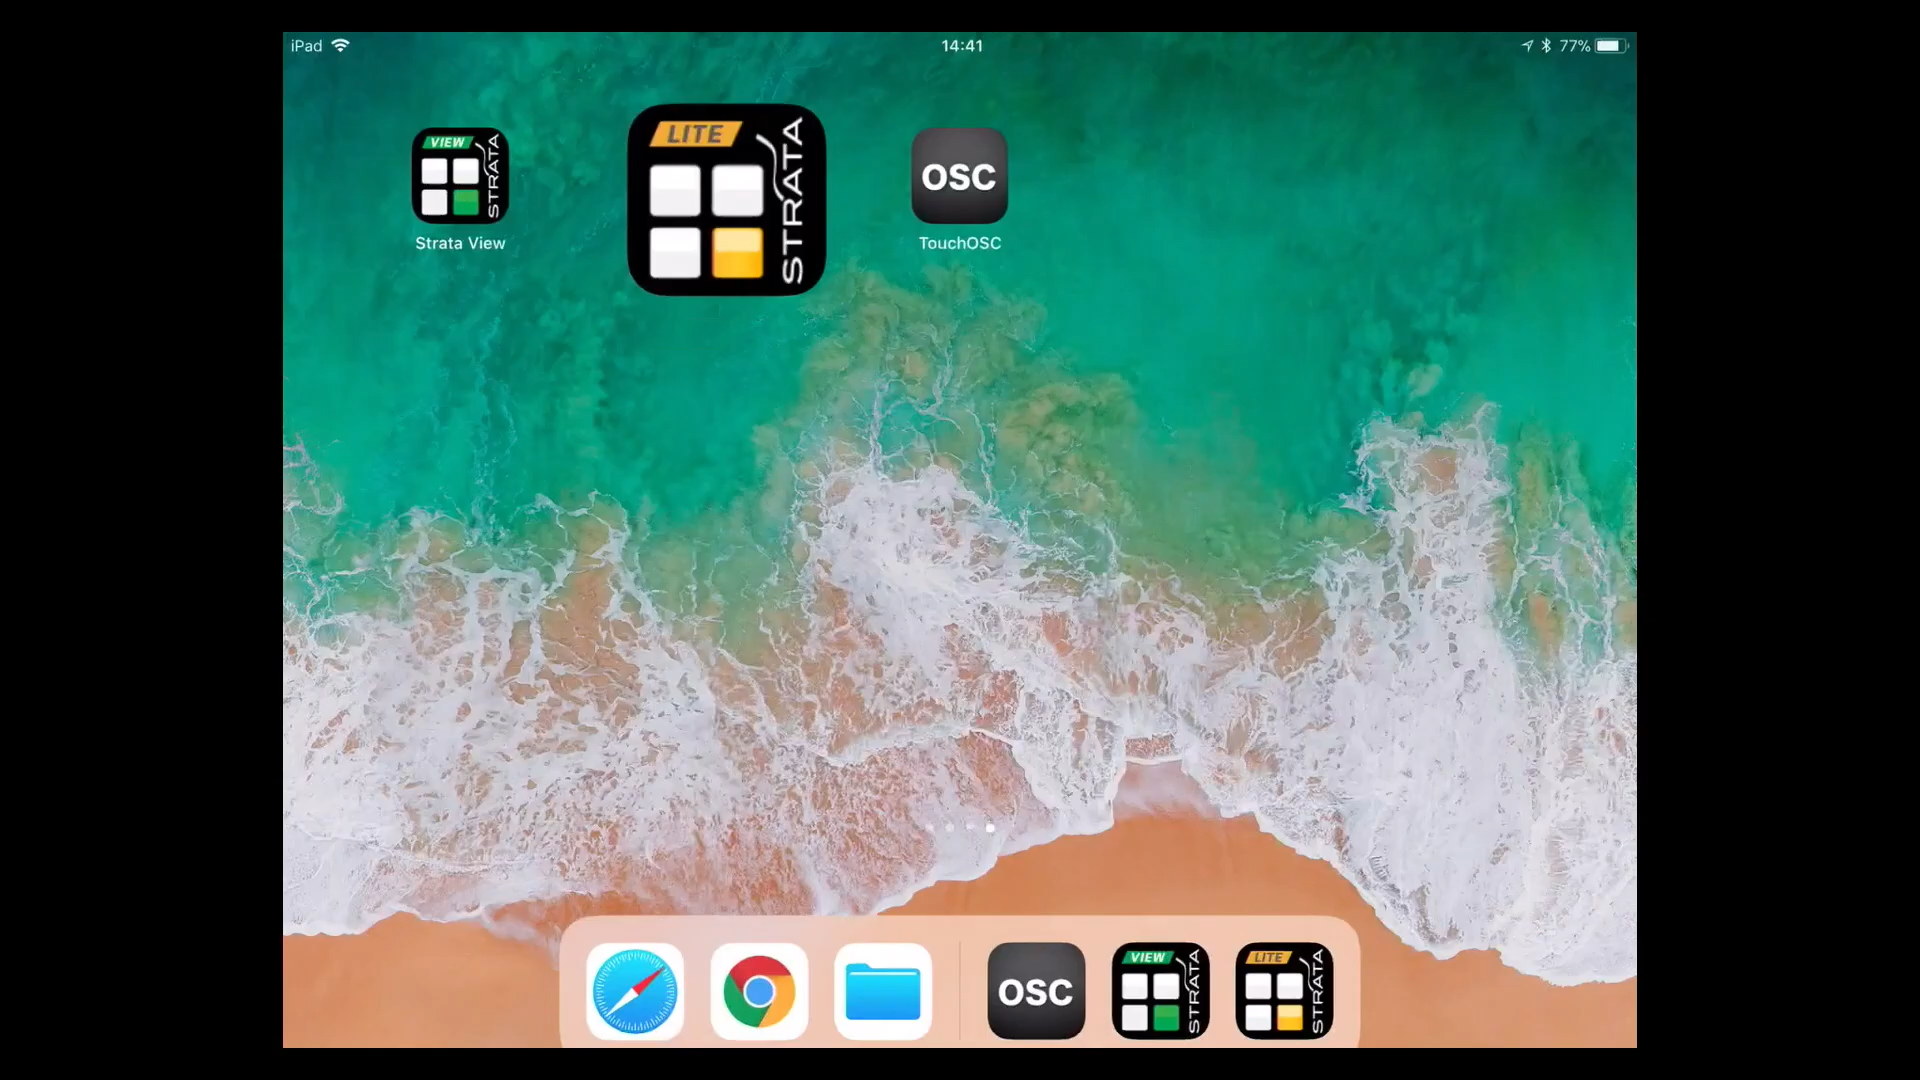 iPad
14:41
77%
VIEW
STRATA
Strata View
LITE
STRATA
OSC
TouchOSC
OSC
VIEW
STRATA
LITE
STRATA